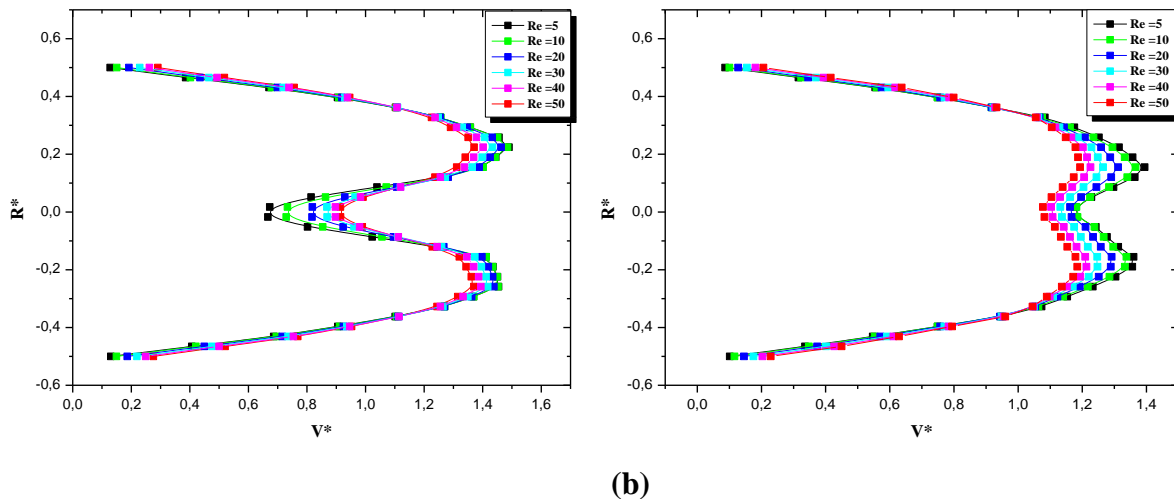 0,6
0,4
0,2
0,0
-0,2
-0,4
-0,6
R*
0,0 0,2 0,4 0,6 0,8 1,0 1,2 1,4 1,6
V*
Re =5
Re =10
Re =20
Re =30
Re =40
Re =50
0,6
0,4
0,2
0,0
-0,2
-0,4
-0,6
R*
0,0 0,2 0,4 0,6 0,8 1,0 1,2 1,4
V*
Re =5
Re =10
Re =20
Re =30
Re =40
Re =50
(b)